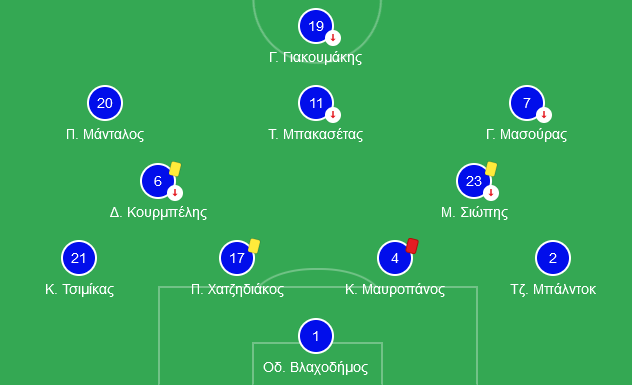 19
Γ. Γιακουμάκης
20 11 7
Π. Μάνταλος Τ. Μπακασέτας Γ. Μασούρας
6 23
Δ. Κουρμπέλης Μ. Σιώπης
21 17 4 2
Κ. Τσιμίκας Π. Χατζηδιάκος Κ. Μαυροπάνος Τζ. Μπάλντοκ
1
Οδ. Βλαχοδήμος